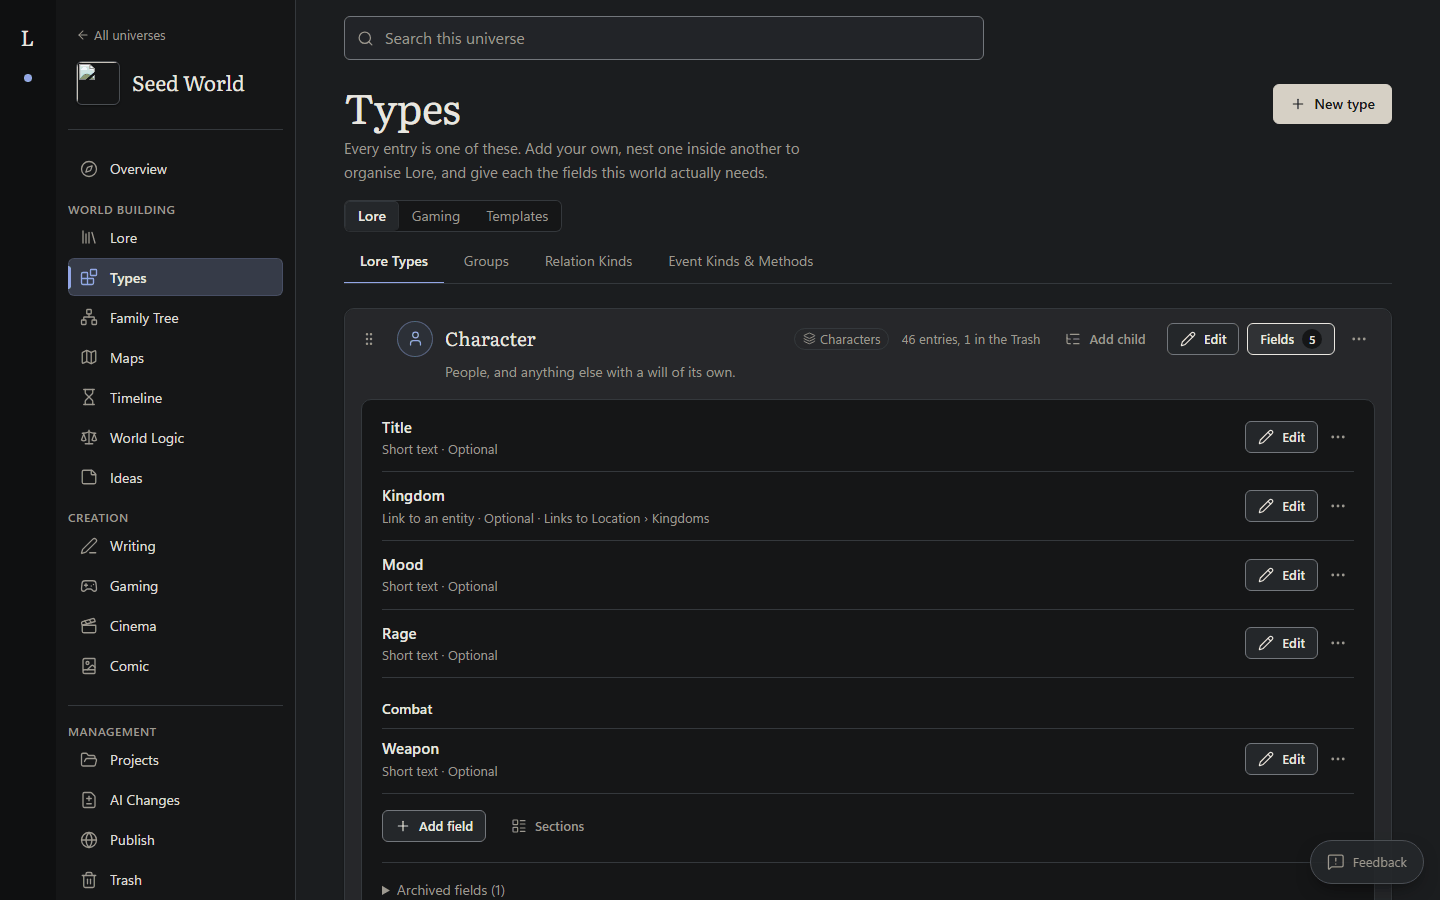 L
All universes
Seed World
Overview
WORLD BUILDING
Lore
Types
Family Tree
Maps
Timeline
World Logic
Ideas
CREATION
Writing
Gaming
Cinema
Comic
MANAGEMENT
Projects
AI Changes
Publish
Trash
Search this universe
Types
New type
Every entry is one of these. Add your own, nest one inside another to
organise Lore, and give each the fields this world actually needs.
Lore Gaming Templates
Lore Types Groups Relation Kinds Event Kinds & Methods
Character Characters 46 entries, 1 in the Trash Add child Edit Fields 5
People, and anything else with a will of its own.
Title
Short text · Optional
Edit
Kingdom
Link to an entity · Optional · Links to Location › Kingdoms
Edit
Mood
Short text · Optional
Edit
Rage
Short text · Optional
Edit
Combat
Weapon
Short text · Optional
Edit
Add field Sections
Archived fields (1)
Feedback